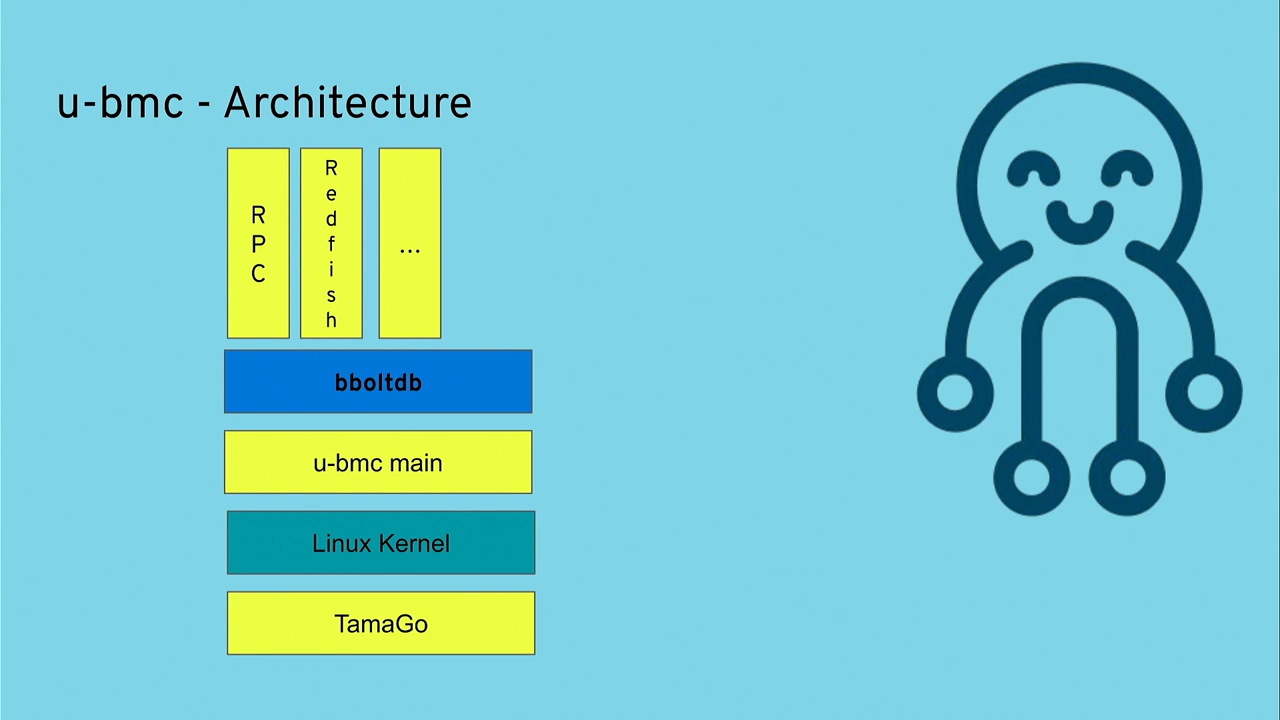 u-bmc - Architecture
RPC
Redfish
...
bboltdb
u-bmc main
Linux Kernel
TamaGo